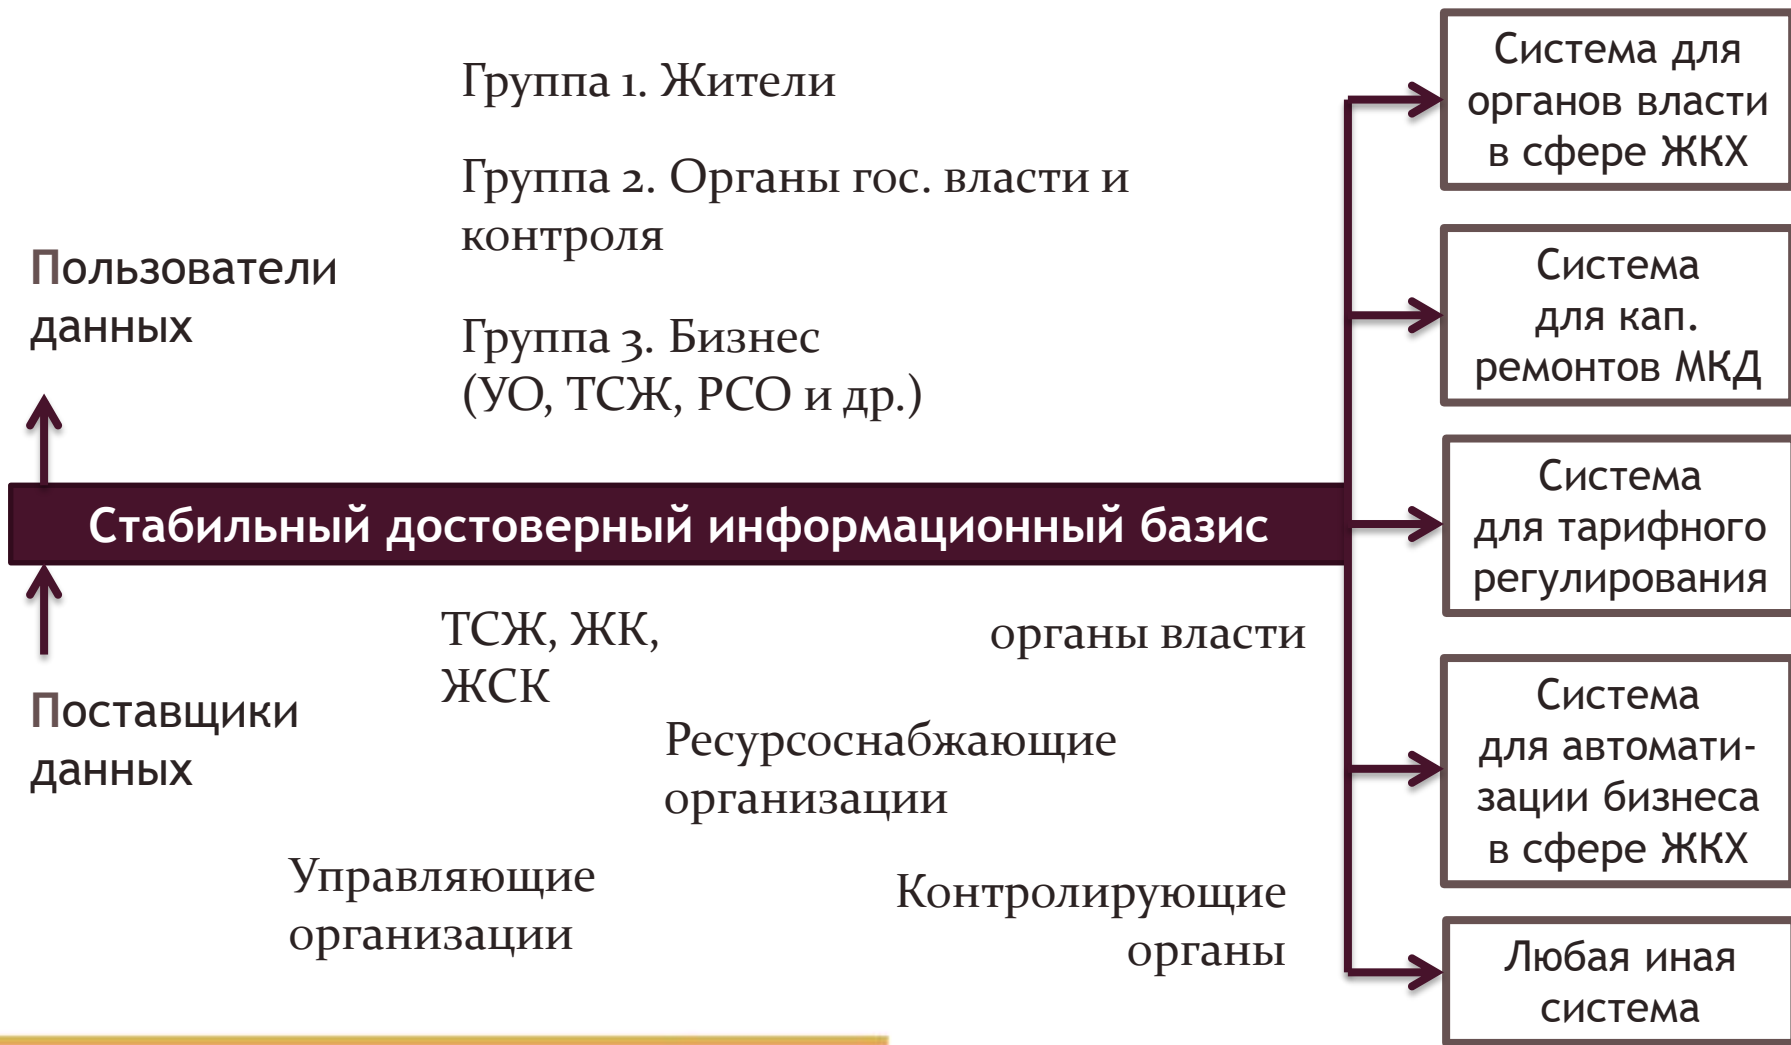 Группа 1. Жители
Группа 2. Органы гос. власти и
контроля
Пользователи
данных
Группа 3. Бизнес
(УО, ТСЖ, РСО и др.)
Стабильный достоверный информационный базис
ТСЖ, ЖК,
ЖСК
органы власти
Поставщики
данных
Ресурсоснабжающие
организации
Управляющие
организации
Контролирующие
органы
Система для
органов власти
в сфере ЖКХ
Система
для кап.
ремонтов МКД
Система
для тарифного
регулирования
Система
для автомати-
зации бизнеса
в сфере ЖКХ
Любая иная
система